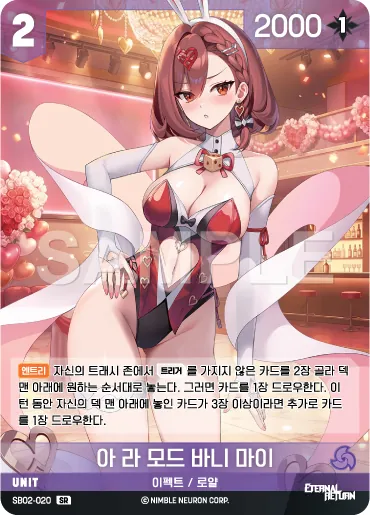 2
2000 1
SAMPLE
엔트리 자신의 트래시 존에서 트리거 를 가지지 않은 카드를 2장 골라 덱
맨 아래에 원하는 순서대로 놓는다. 그러면 카드를 1장 드로우한다. 이
턴 동안 자신의 덱 맨 아래에 놓인 카드가 3장 이상이라면 추가로 카드
를 1장 드로우한다.
아 라 모드 바니 마이
UNIT
이펙트 / 로얄
SB02-020 SR
©NIMBLE NEURON CORP.
ETERNAL RETURN